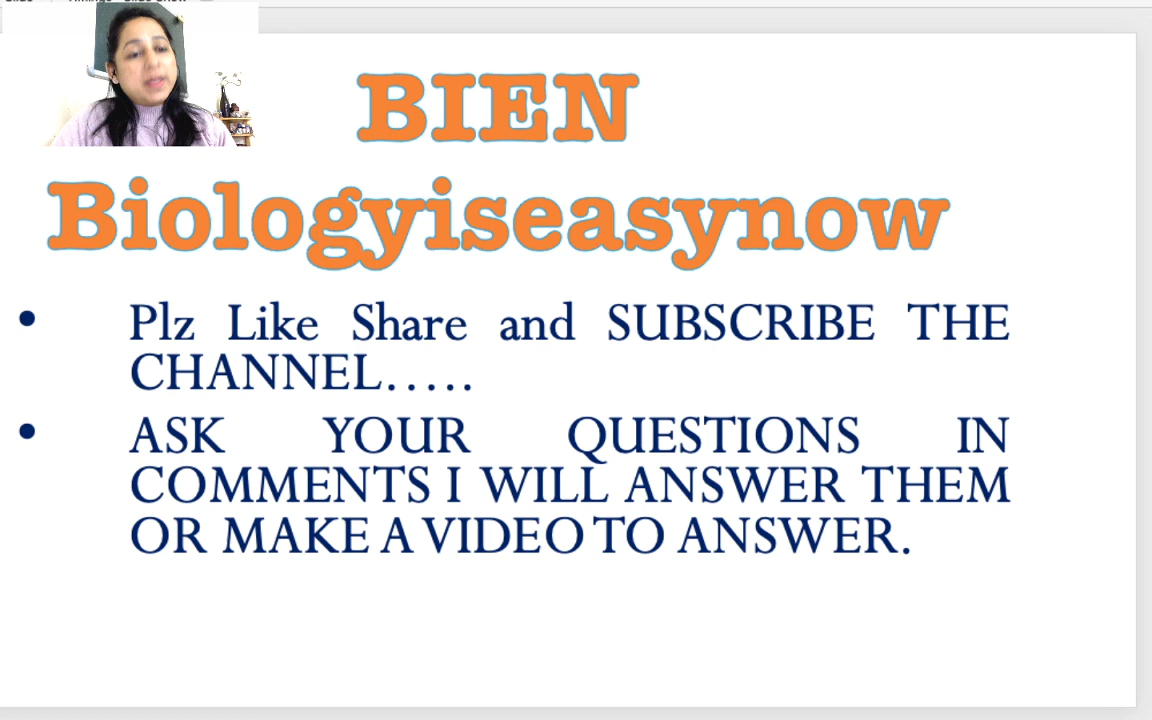 BIEN
Biologyiseasynow
• Plz Like Share and SUBSCRIBE THE
CHANNEL.....
• ASK YOUR QUESTIONS IN
COMMENTS I WILL ANSWER THEM
OR MAKE A VIDEO TO ANSWER.